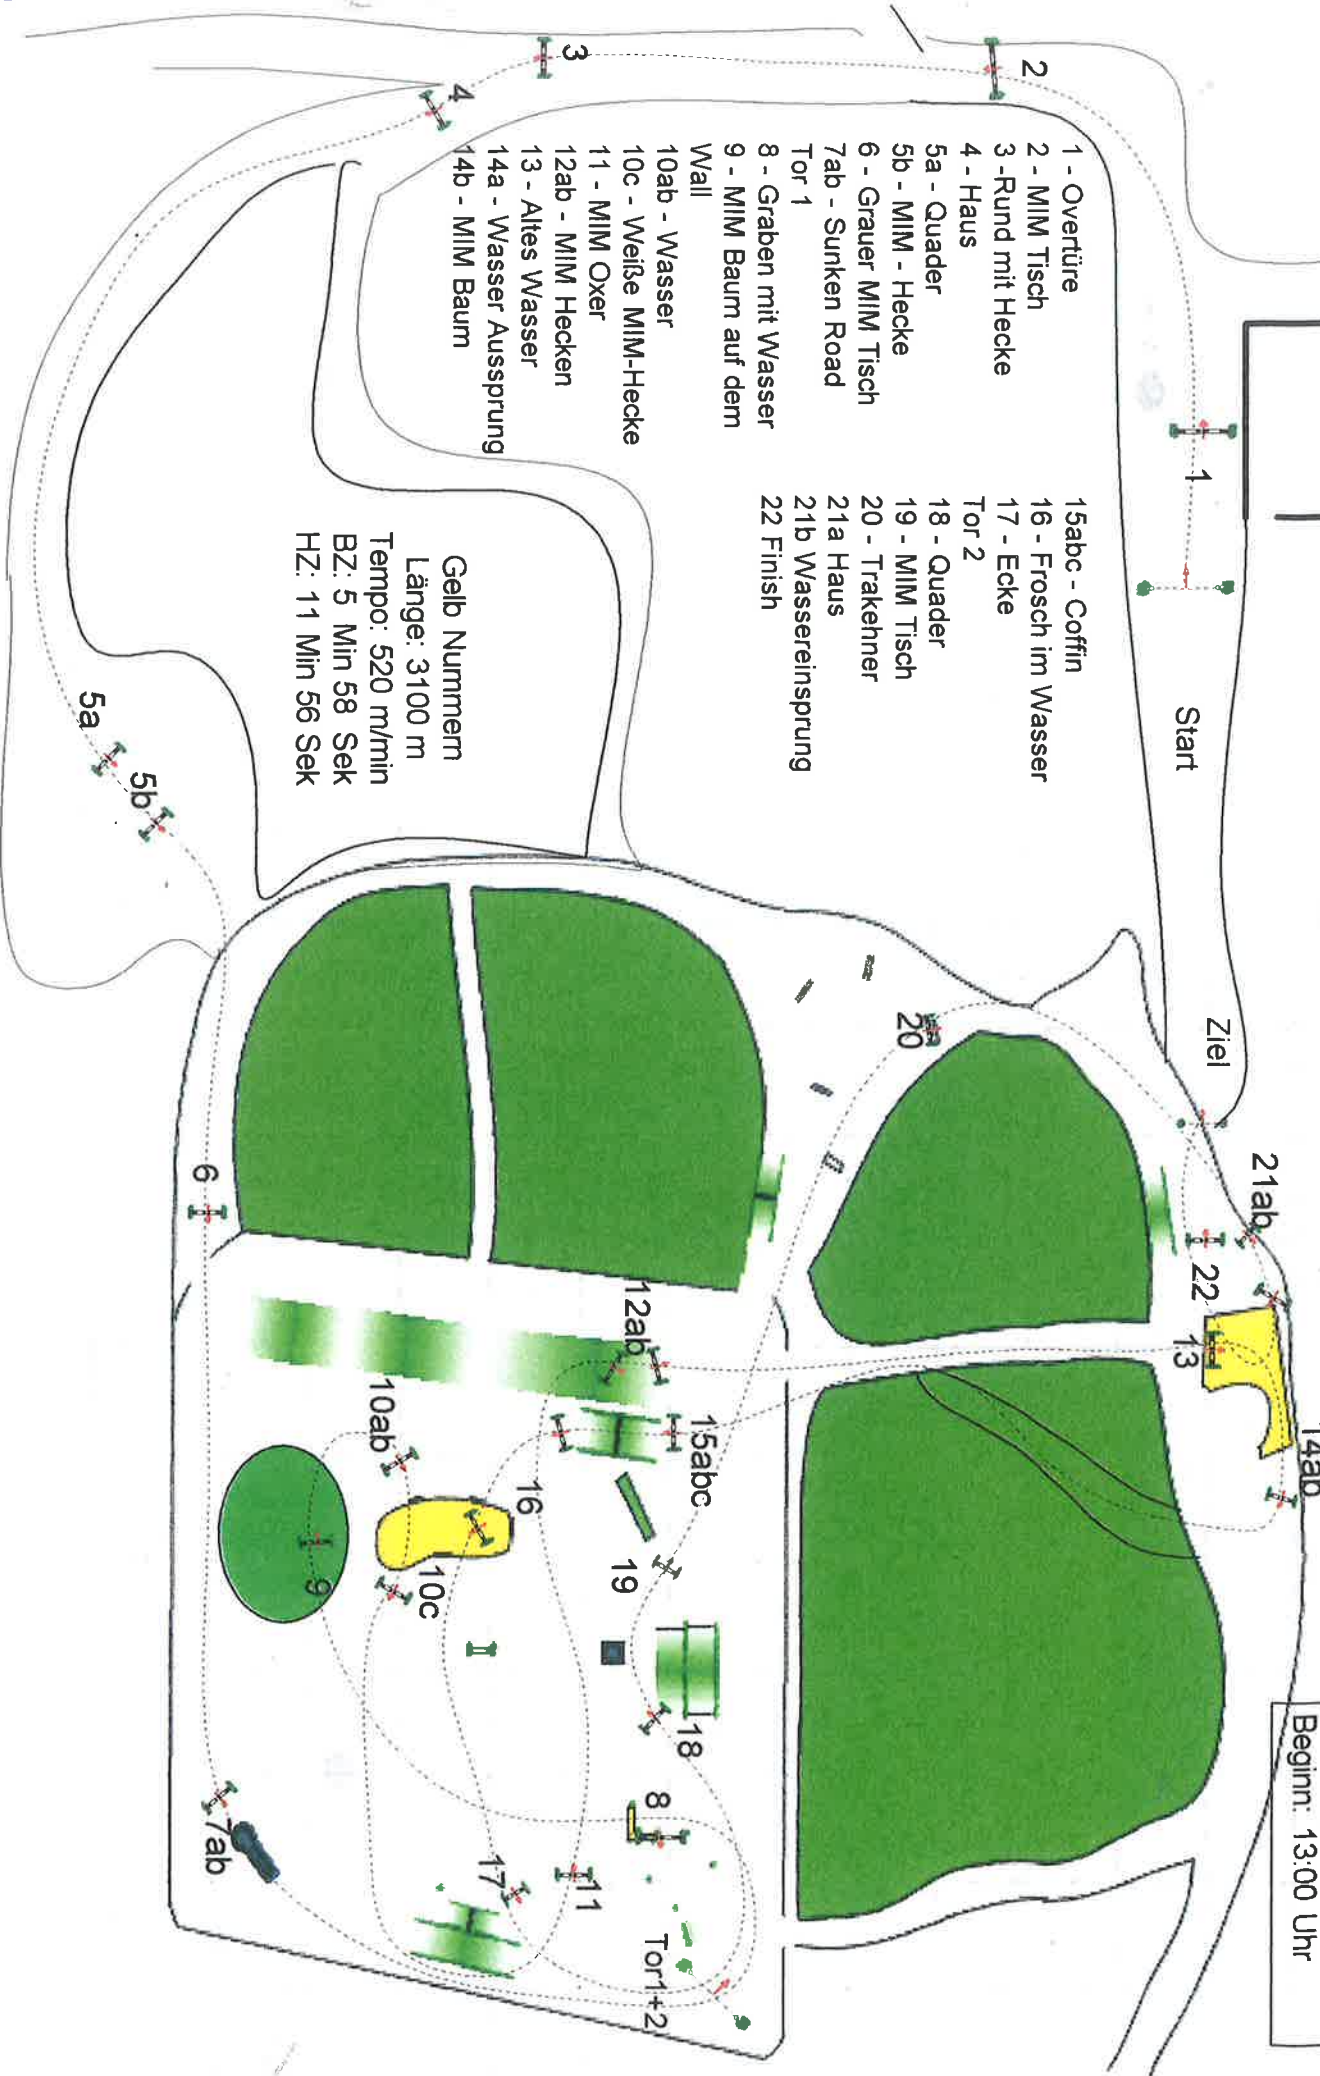 1 - Overtüre
2 - MIM Tisch
3 -Rund mit Hecke
4 - Haus
5a - Quader
5b - MIM - Hecke
6 - Grauer MIM Tisch
7ab - Sunken Road
Tor 1
8 - Graben mit Wasser
9 - MIM Baum auf dem
Wall
10ab - Wasser
10c - Weiße MIM-Hecke
11 - MIM Oxer
12ab - MIM Hecken
13 - Altes Wasser
14a - Wasser Aussprung
14b - MIM Baum
15abc - Coffin
16 - Frosch im Wasser
17 - Ecke
Tor 2
18 - Quader
19 - MIM Tisch
20 - Trakehner
21a Haus
21b Wassereinsprung
22 Finish
Gelb Nummern
Länge: 3100 m
Tempo: 520 m/min
BZ: 5 Min 58 Sek
HZ: 11 Min 56 Sek
Beginn: 13:00 Uhr
Start
Ziel
1
2
3
4
5a
5b
6
7ab
8
9
10ab
10c
11
12ab
13
14ab
15abc
16
17
18
19
20
21ab
22
Tor1+2